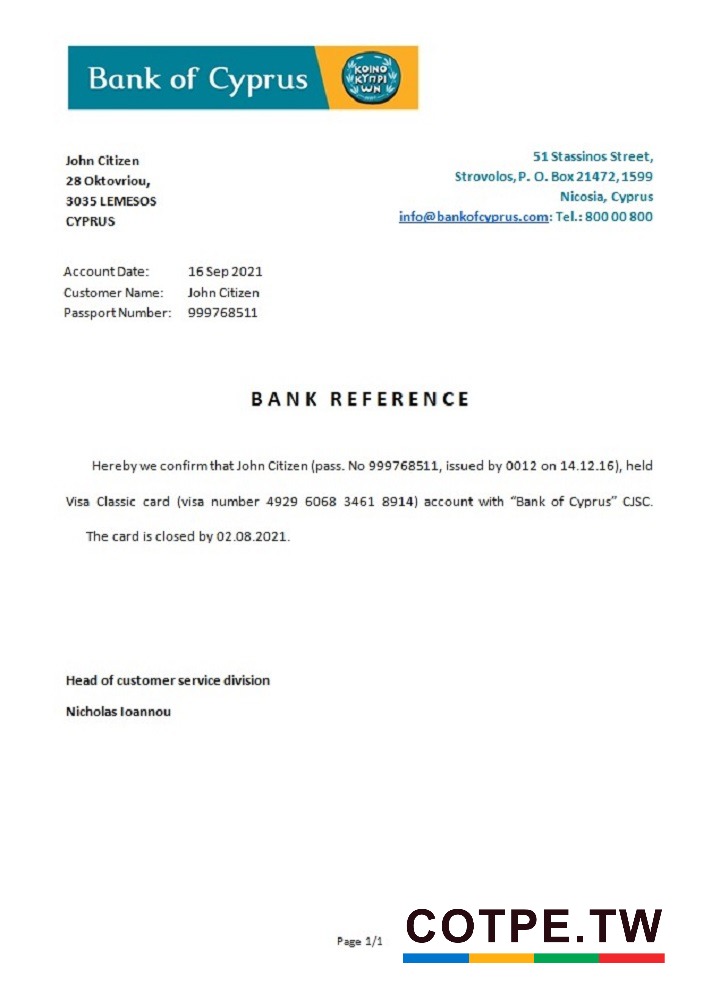 Bank of Cyprus
ΚΟΙΝΟ
ΚΥΠΡΙ
ΩΝ
John Citizen
28 Oktovriou,
3035 LEMESOS
CYPRUS
51 Stassinos Street,
Strovolos, P. O. Box 21472, 1599
Nicosia, Cyprus
info@bankofcyprus.com: Tel.: 800 00 800
Account Date: 16 Sep 2021
Customer Name: John Citizen
Passport Number: 999768511
BANK REFERENCE
Hereby we confirm that John Citizen (pass. No 999768511, issued by 0012 on 14.12.16), held
Visa Classic card (visa number 4929 6068 3461 8914) account with “Bank of Cyprus” CJSC.
The card is closed by 02.08.2021.
Head of customer service division
Nicholas Ioannou
Page 1/1
COTPE.TW